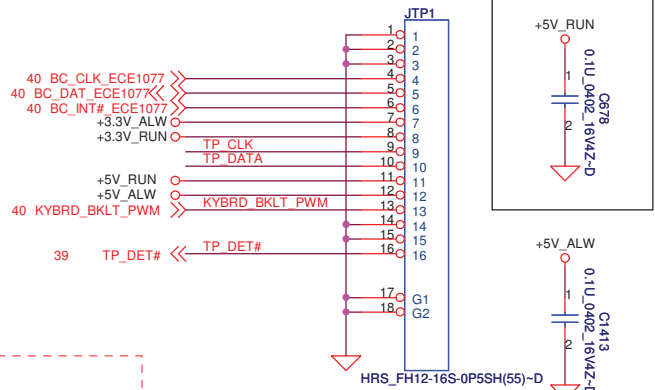 JTP1
1 1
2 2
3 3
40 BC_CLK_ECE1077 4 4
40 BC_DAT_ECE1077 5 5
40 BC_INT#_ECE1077 6 6
+3.3V_ALW 7 7
+3.3V_RUN 8 8
TP_CLK 9 9
TP_DATA 10 10
+5V_RUN 11 11
+5V_ALW 12 12
40 KYBRD_BKLT_PWM KYBRD_BKLT_PWM 13 13
14 14
15 15
39 TP_DET# TP_DET# 16 16
17 G1
18 G2
HRS_FH12-16S-0P5SH(55)~D
+5V_RUN
1
2
C678
0.1U_0402_16V4Z~D
+5V_ALW
1
2
C1413
0.1U_0402_16V4Z~D